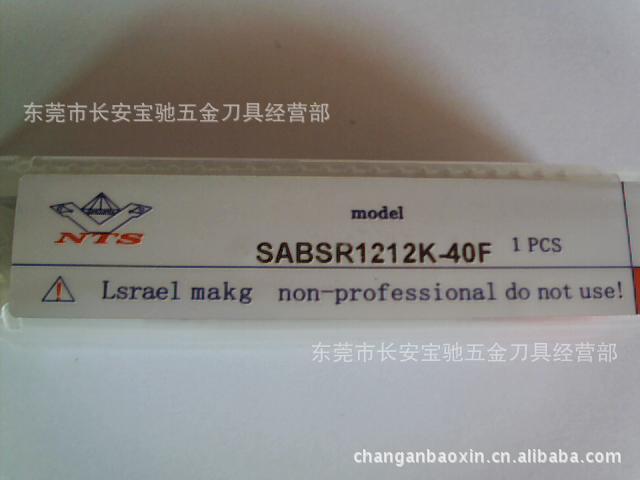 东莞市长安宝驰五金刀具经营部
model
NTS
SABSR1212K-40F 1 PCS
Lsrael makg non-professional do not use!
东莞市长安宝驰五金刀具经营部
changanbaoxin.cn.alibaba.com